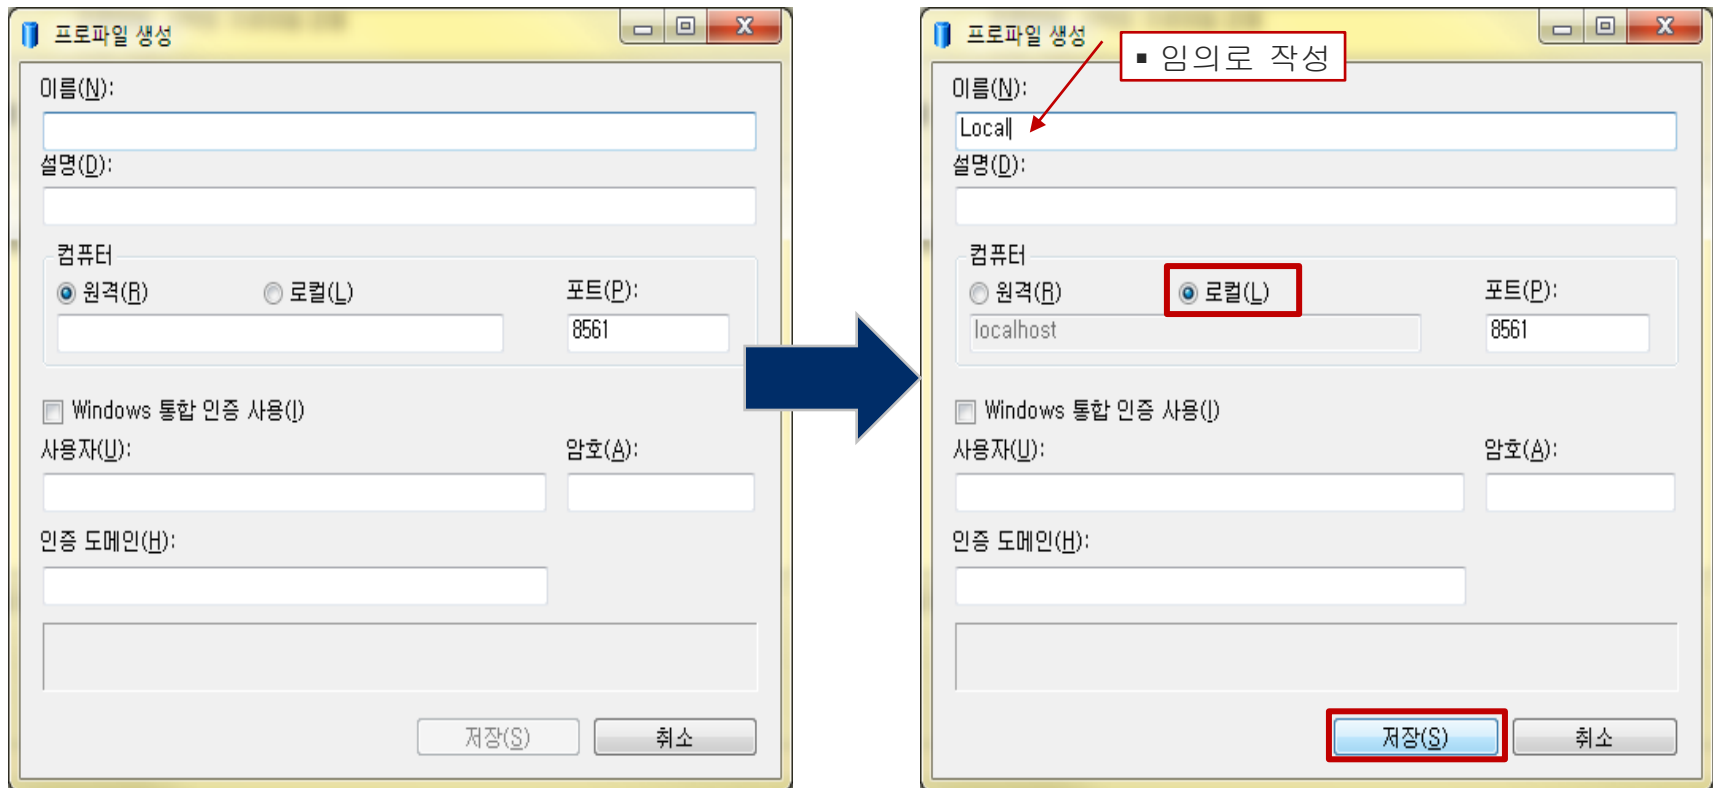 프로파일 생성
이름(N):
설명(D):
컴퓨터
원격(R) 로컬(L) 포트(P):
8561
Windows 통합 인증 사용(I)
사용자(U): 암호(A):
인증 도메인(H):
저장(S) 취소
프로파일 생성
▪ 임의로 작성
이름(N):
Local
설명(D):
컴퓨터
원격(R) 로컬(L) 포트(P):
localhost 8561
Windows 통합 인증 사용(I)
사용자(U): 암호(A):
인증 도메인(H):
저장(S) 취소